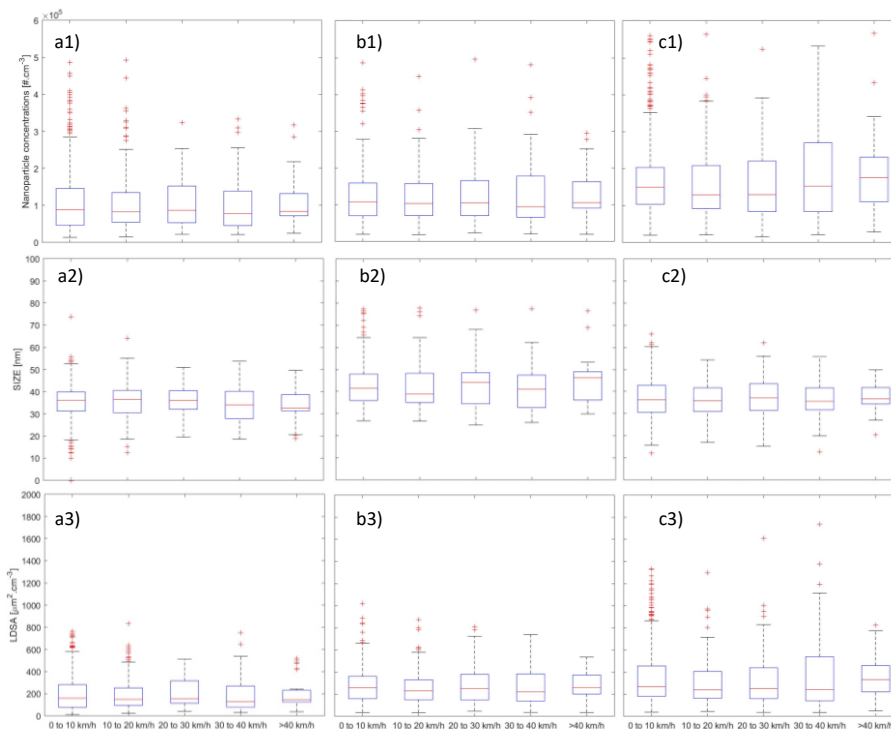 ×10⁵
a1)
b1)
c1)
Nanoparticle concentrations [#.cm⁻³]
6
5
4
3
2
1
0
a2)
b2)
c2)
SIZE [nm]
100
90
80
70
60
50
40
30
20
10
0
a3)
b3)
c3)
LDSA [μm².cm⁻³]
2000
1800
1600
1400
1200
1000
800
600
400
200
0
0 to 10 km/h 10 to 20 km/h 20 to 30 km/h 30 to 40 km/h >40 km/h 0 to 10 km/h 10 to 20 km/h 20 to 30 km/h 30 to 40 km/h >40 km/h 0 to 10 km/h 10 to 20 km/h 20 to 30 km/h 30 to 40 km/h >40 km/h